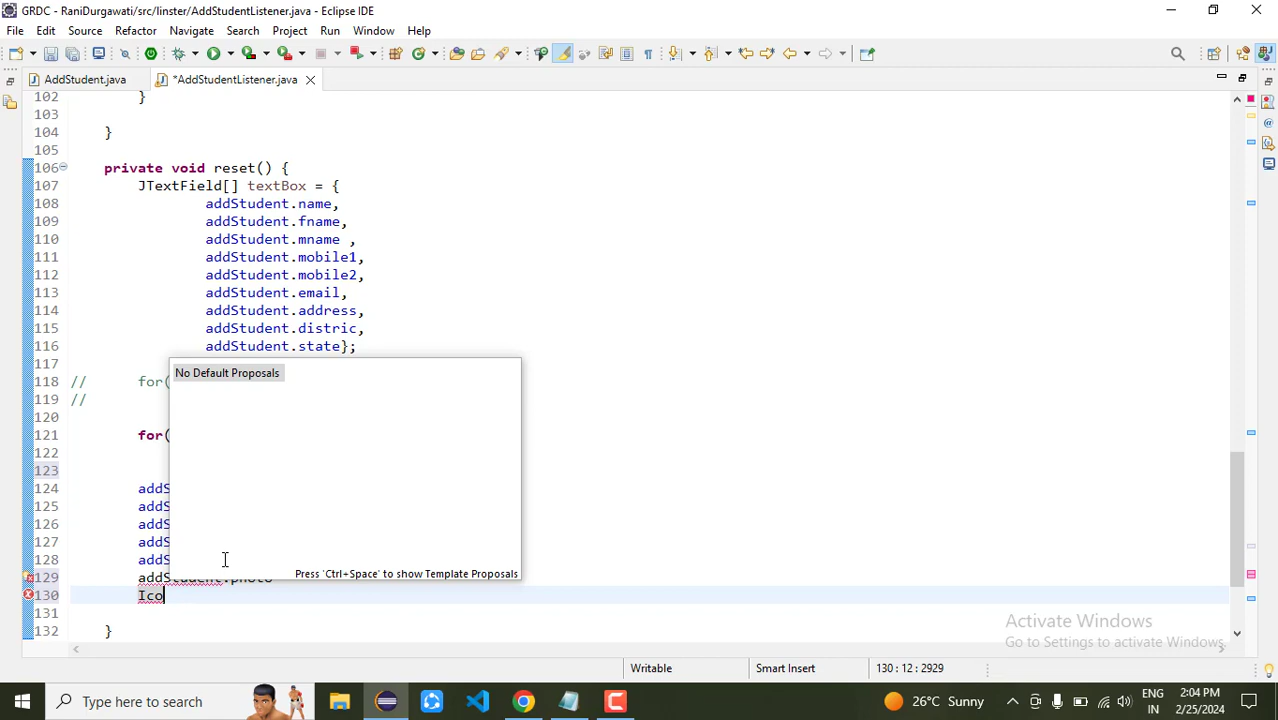 GRDC - RaniDurgawati/src/linster/AddStudentListener.java - Eclipse IDE
File Edit Source Refactor Navigate Search Project Run Window Help
AddStudent.java *AddStudentListener.java
102 }
103
104 }
105
106 private void reset() {
107 JTextField[] textBox = {
108 addStudent.name,
109 addStudent.fname,
110 addStudent.mname ,
111 addStudent.mobile1,
112 addStudent.mobile2,
113 addStudent.email,
114 addStudent.address,
115 addStudent.distric,
116 addStudent.state};
117
No Default Proposals
118 // for(
119 //
120
121 for(
122
123
124 addS
125 addS
126 addS
127 addS
128 addS
Press 'Ctrl+Space' to show Template Proposals
129 addStudent.photo
130 Ico
131
132 }
Activate Windows
Go to Settings to activate Windows.
Writable Smart Insert 130 : 12 : 2929
Type here to search 26°C Sunny ENG IN 2:04 PM 2/25/2024